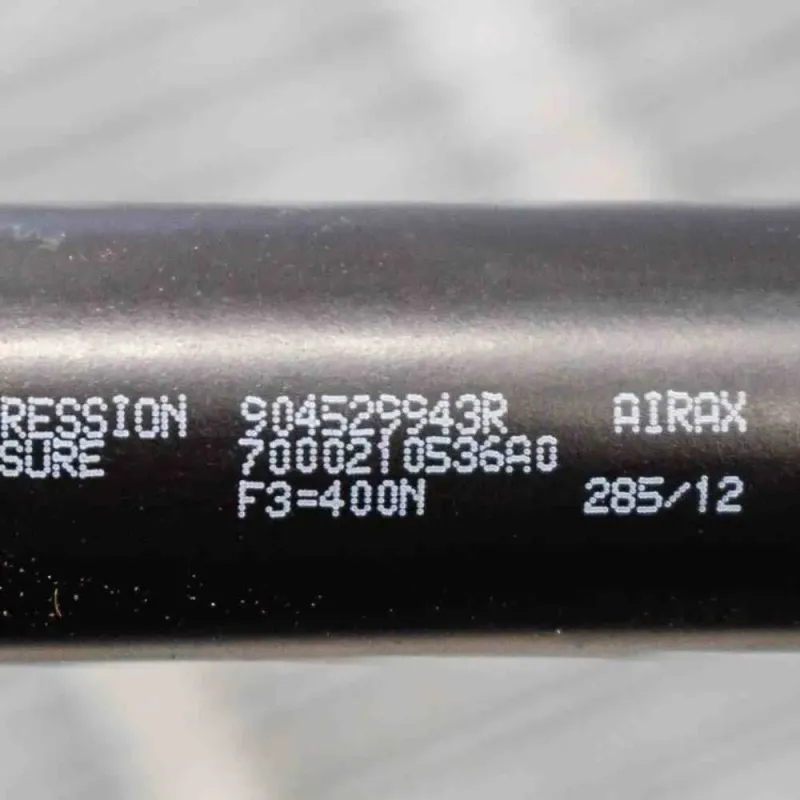 RESSION 904529943R AIRAX
SURE 7000210536A0
F3=400N 285/12